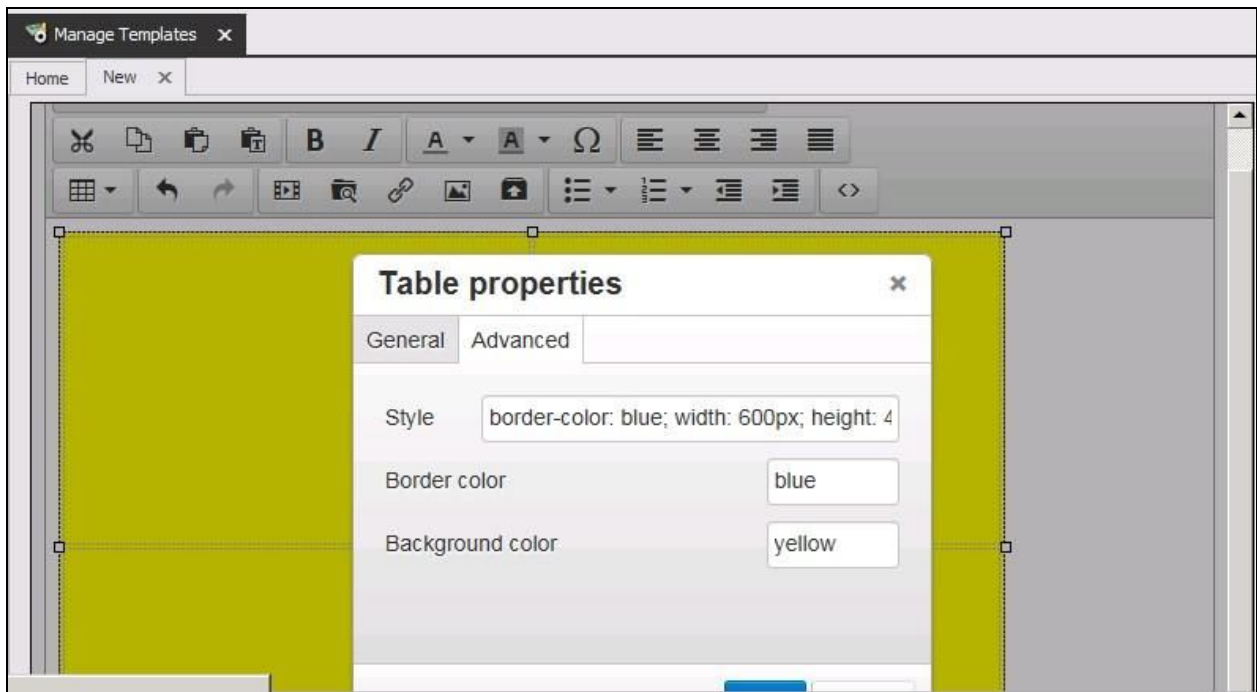 Manage Templates
Home New
Table properties
General Advanced
Style border-color: blue; width: 600px; height: 4
Border color blue
Background color yellow